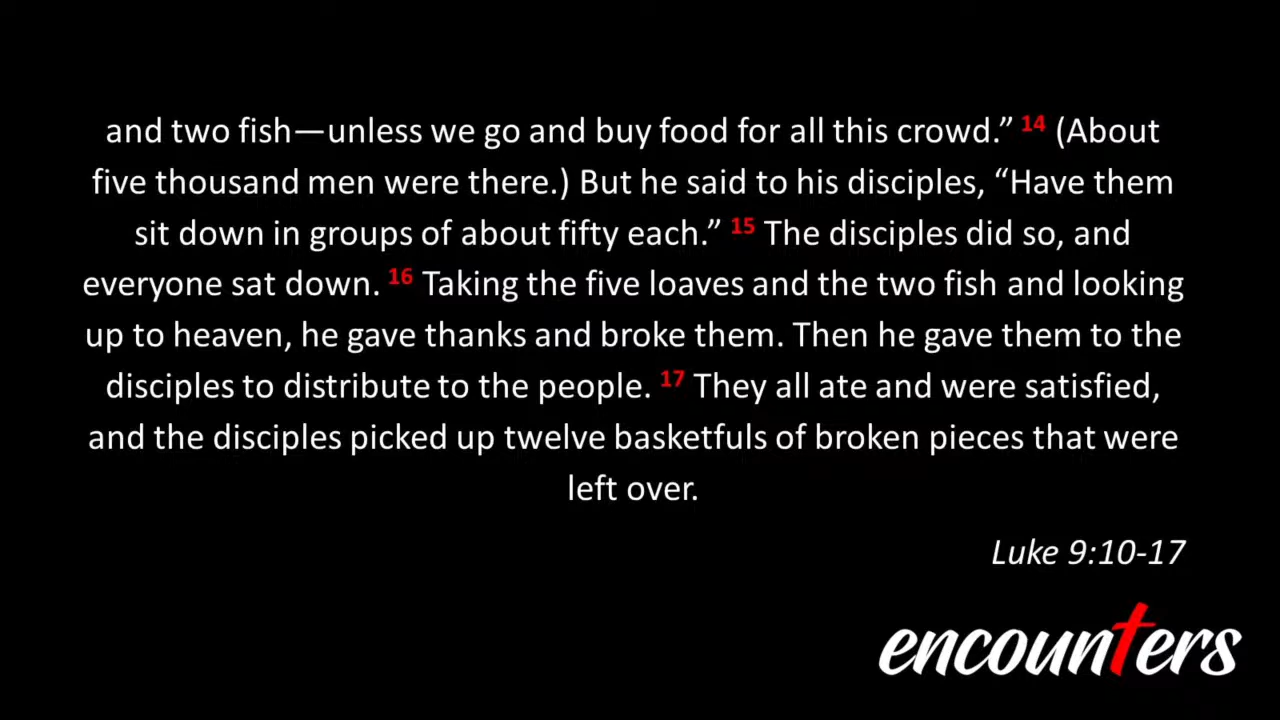 and two fish—unless we go and buy food for all this crowd.” 14 (About
five thousand men were there.) But he said to his disciples, “Have them
sit down in groups of about fifty each.” 15 The disciples did so, and
everyone sat down. 16 Taking the five loaves and the two fish and looking
up to heaven, he gave thanks and broke them. Then he gave them to the
disciples to distribute to the people. 17 They all ate and were satisfied,
and the disciples picked up twelve basketfuls of broken pieces that were
left over.
Luke 9:10-17
encounters